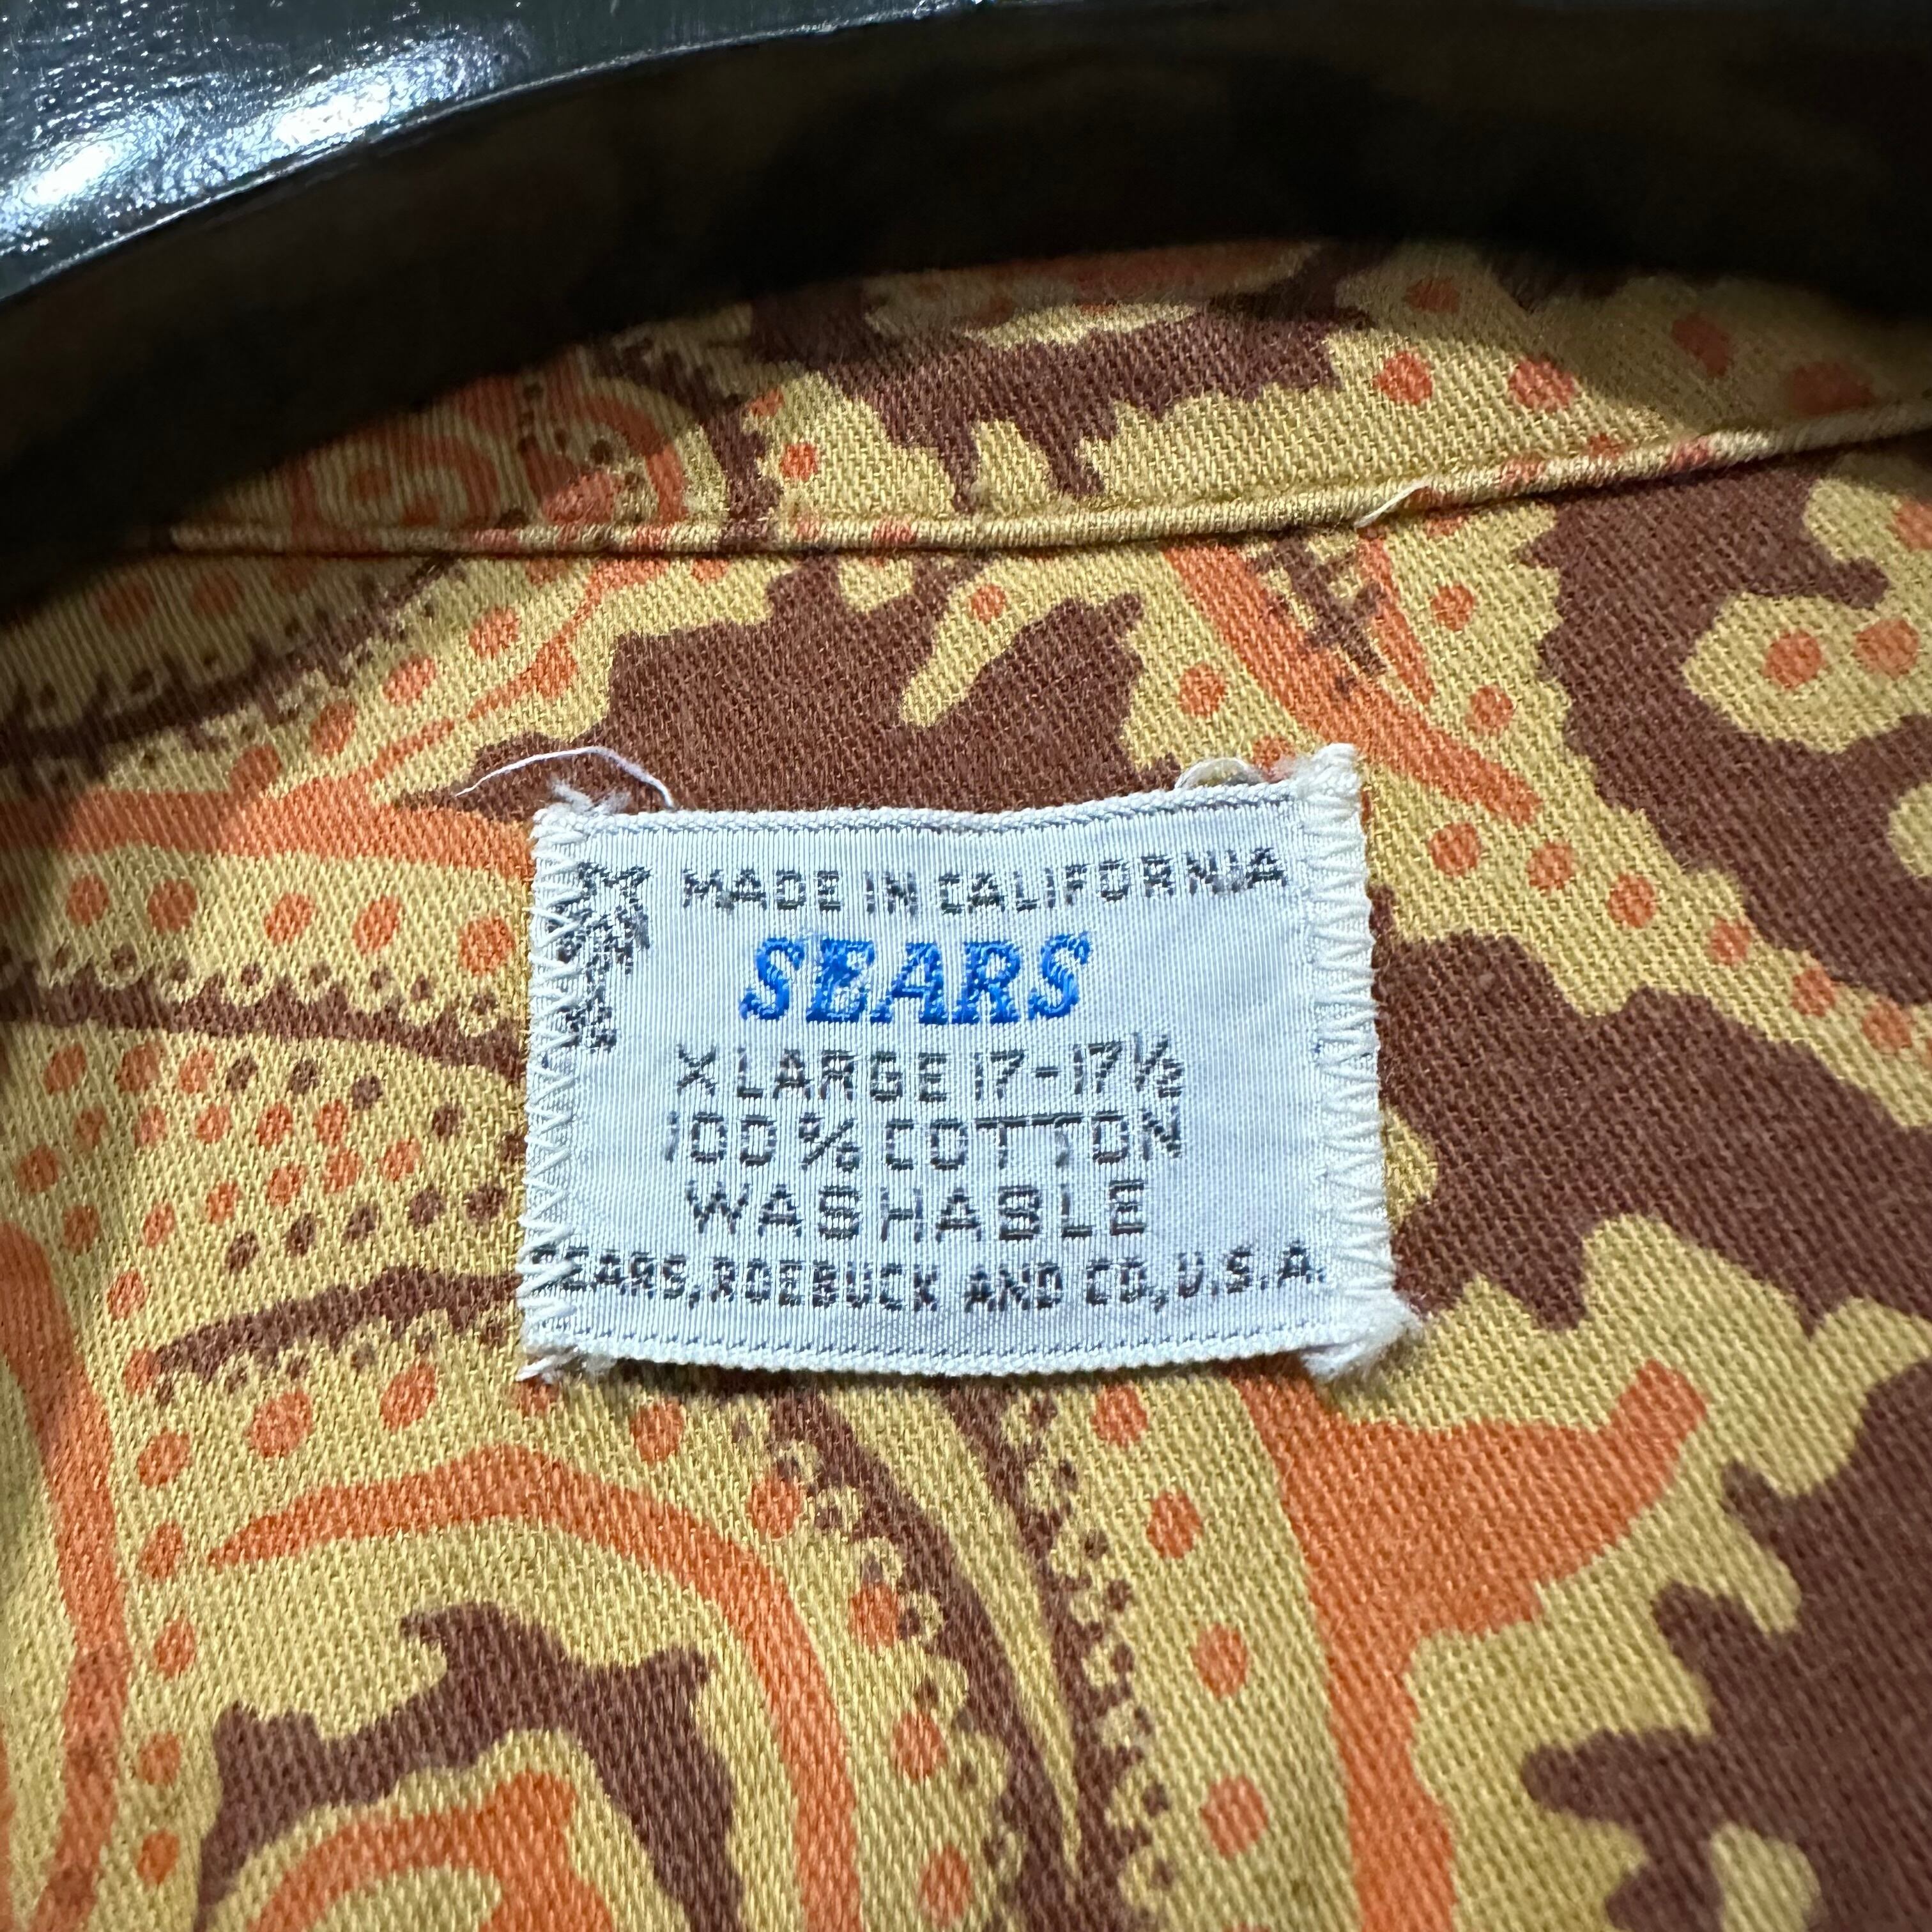 MADE IN CALIFORNIA
SEARS
X LARGE 17-17½
100% COTTON
WASHABLE
SEARS, ROEBUCK AND CO., U.S.A.